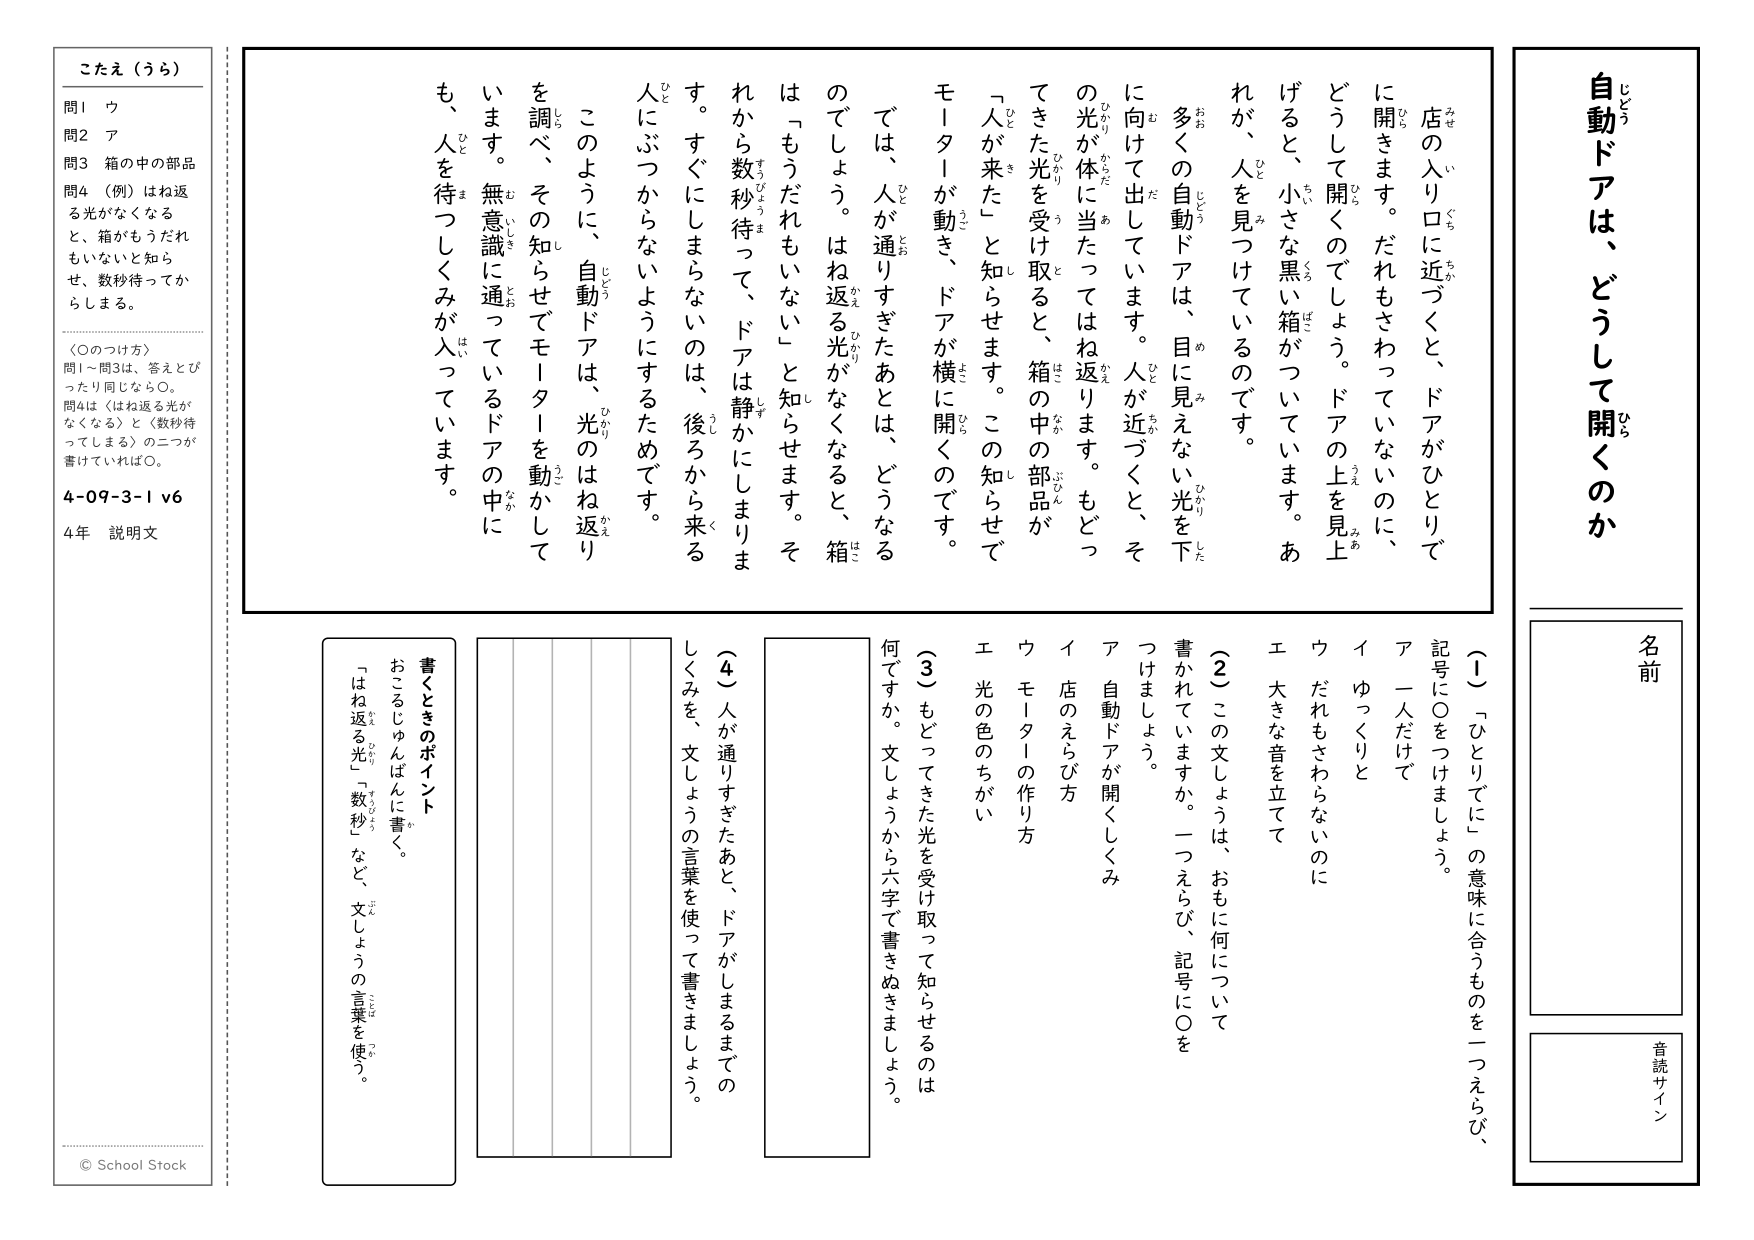 自動ドアは、どうして開くのか
名前
音読サイン
店の入り口に近づくと、ドアがひとりで
に開きます。だれもさわっていないのに、
どうして開くのでしょう。ドアの上を見上
げると、小さな黒い箱がついています。あ
れが、人を見つけているのです。
多くの自動ドアは、目に見えない光を下
に向けて出しています。人が近づくと、そ
の光が体に当たってはね返ります。もどっ
てきた光を受け取ると、箱の中の部品が
「人が来た」と知らせます。この知らせで
モーターが動き、ドアが横に開くのです。
では、人が通りすぎたあとは、どうなる
のでしょう。はね返る光がなくなると、箱
は「もうだれもいない」と知らせます。そ
れから数秒待って、ドアは静かにしまりま
す。すぐにしまらないのは、後ろから来る
人にぶつからないようにするためです。
このように、自動ドアは、光のはね返り
を調べ、その知らせでモーターを動かして
います。無意識に通っているドアの中に
も、人を待つしくみが入っています。
（1）「ひとりでに」の意味に合うものを一つえらび、
記号に〇をつけましょう。
ア　一人だけで
イ　ゆっくりと
ウ　だれもさわらないのに
エ　大きな音を立てて
（2）この文しょうは、おもに何について
書かれていますか。一つえらび、記号に〇を
つけましょう。
ア　自動ドアが開くしくみ
イ　店のえらび方
ウ　モーターの作り方
エ　光の色のちがい
（3）もどってきた光を受け取って知らせるのは
何ですか。文しょうから六字で書きぬきましょう。
（4）人が通りすぎたあと、ドアがしまるまでの
しくみを、文しょうの言葉を使って書きましょう。
書くときのポイント
おこるじゅんばんに書く。
「はね返る光」「数秒」など、文しょうの言葉を使う。
こたえ（うら）
問1　ウ
問2　ア
問3　箱の中の部品
問4　（例）はね返
る光がなくなる
と、箱がもうだれ
もいないと知ら
せ、数秒待ってか
らしまる。
〈〇のつけ方〉
問1〜問3は、答えとぴ
ったり同じなら〇。
問4は〈はね返る光が
なくなる〉と〈数秒待
ってしまる〉の二つが
書けていれば〇。
4-09-3-1 v6
4年　説明文
© School Stock